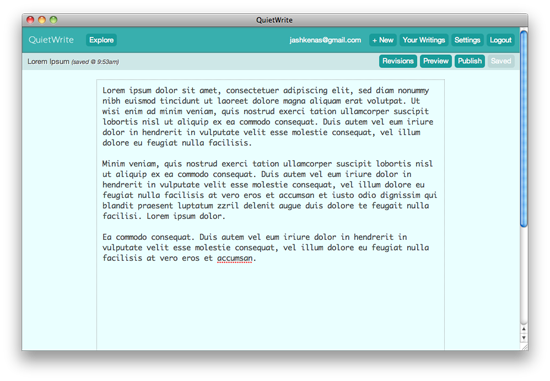 QuietWrite
QuietWrite Explore jashkenas@gmail.com + New Your Writings Settings Logout
Lorem Ipsum (saved @ 9:53am) Revisions Preview Publish Saved
Lorem ipsum dolor sit amet, consectetuer adipiscing elit, sed diam nonummy
nibh euismod tincidunt ut laoreet dolore magna aliquam erat volutpat. Ut
wisi enim ad minim veniam, quis nostrud exerci tation ullamcorper suscipit
lobortis nisl ut aliquip ex ea commodo consequat. Duis autem vel eum iriure
dolor in hendrerit in vulputate velit esse molestie consequat, vel illum
dolore eu feugiat nulla facilisis.
Minim veniam, quis nostrud exerci tation ullamcorper suscipit lobortis nisl
ut aliquip ex ea commodo consequat. Duis autem vel eum iriure dolor in
hendrerit in vulputate velit esse molestie consequat, vel illum dolore eu
feugiat nulla facilisis at vero eros et accumsan et iusto odio dignissim qui
blandit praesent luptatum zzril delenit augue duis dolore te feugait nulla
facilisi. Lorem ipsum dolor.
Ea commodo consequat. Duis autem vel eum iriure dolor in hendrerit in
vulputate velit esse molestie consequat, vel illum dolore eu feugiat nulla
facilisis at vero eros et accumsan.